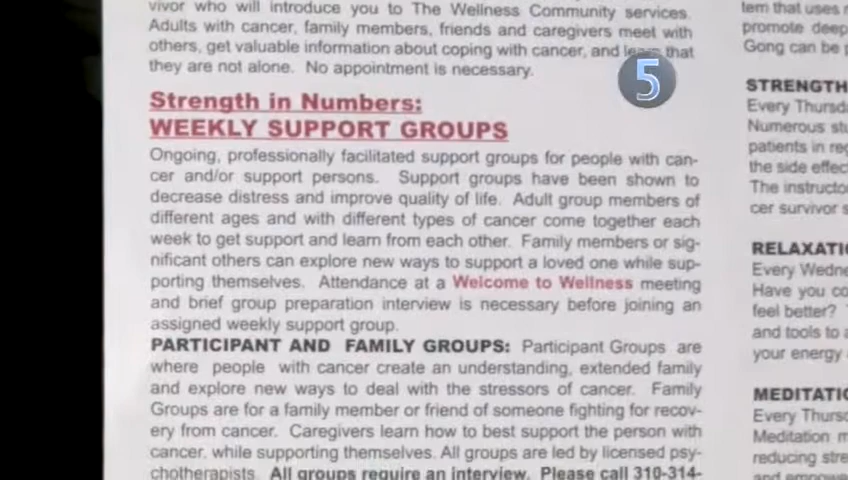 vivor who will introduce you to The Wellness Community services.
Adults with cancer, family members, friends and caregivers meet with
others, get valuable information about coping with cancer, and learn that
they are not alone. No appointment is necessary.
5
Strength in Numbers:
WEEKLY SUPPORT GROUPS
Ongoing, professionally facilitated support groups for people with can-
cer and/or support persons. Support groups have been shown to
decrease distress and improve quality of life. Adult group members of
different ages and with different types of cancer come together each
week to get support and learn from each other. Family members or sig-
nificant others can explore new ways to support a loved one while sup-
porting themselves. Attendance at a Welcome to Wellness meeting
and brief group preparation interview is necessary before joining an
assigned weekly support group.
PARTICIPANT AND FAMILY GROUPS: Participant Groups are
where people with cancer create an understanding, extended family
and explore new ways to deal with the stressors of cancer. Family
Groups are for a family member or friend of someone fighting for recov-
ery from cancer. Caregivers learn how to best support the person with
cancer, while supporting themselves. All groups are led by licensed psy-
chotherapists. All groups require an interview. Please call 310-314-
tem that uses
promote deep
Gong can be
STRENGTH
Every Thursd
Numerous stu
patients in reg
the side effec
The instructo
cer survivor
RELAXATI
Every Wedne
Have you co
feel better?
and tools to
your energy
MEDITATIO
Every Thurs
Meditation
reducing stre
and empowe